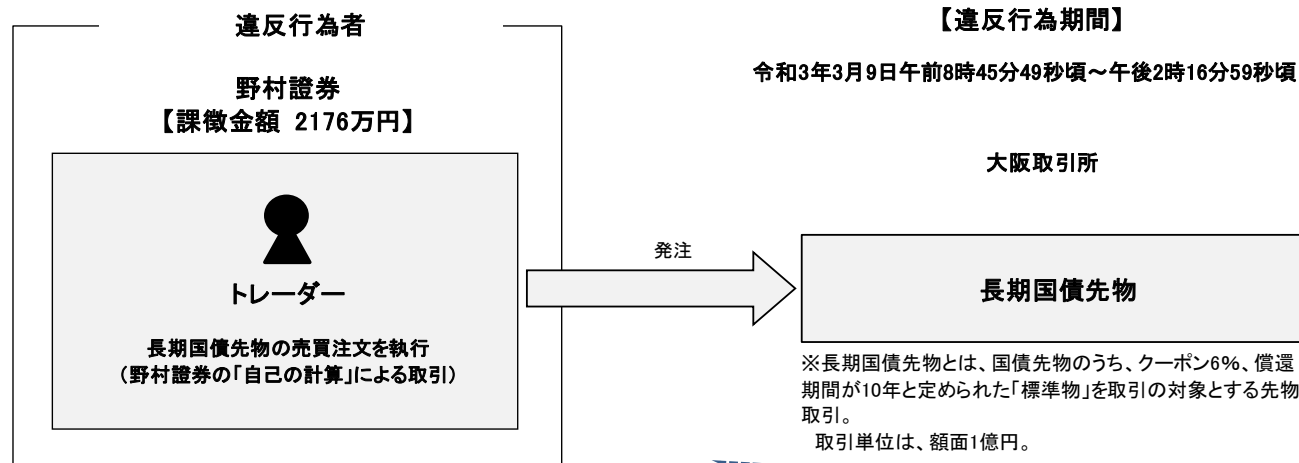 違反行為者
野村證券
【課徴金額 2176万円】
トレーダー
長期国債先物の売買注文を執行
（野村證券の「自己の計算」による取引）
発注
【違反行為期間】
令和3年3月9日午前8時45分49秒頃～午後2時16分59秒頃
大阪取引所
長期国債先物
※長期国債先物とは、国債先物のうち、クーポン6%、償還
期間が10年と定められた「標準物」を取引の対象とする先物
取引。
取引単位は、額面1億円。